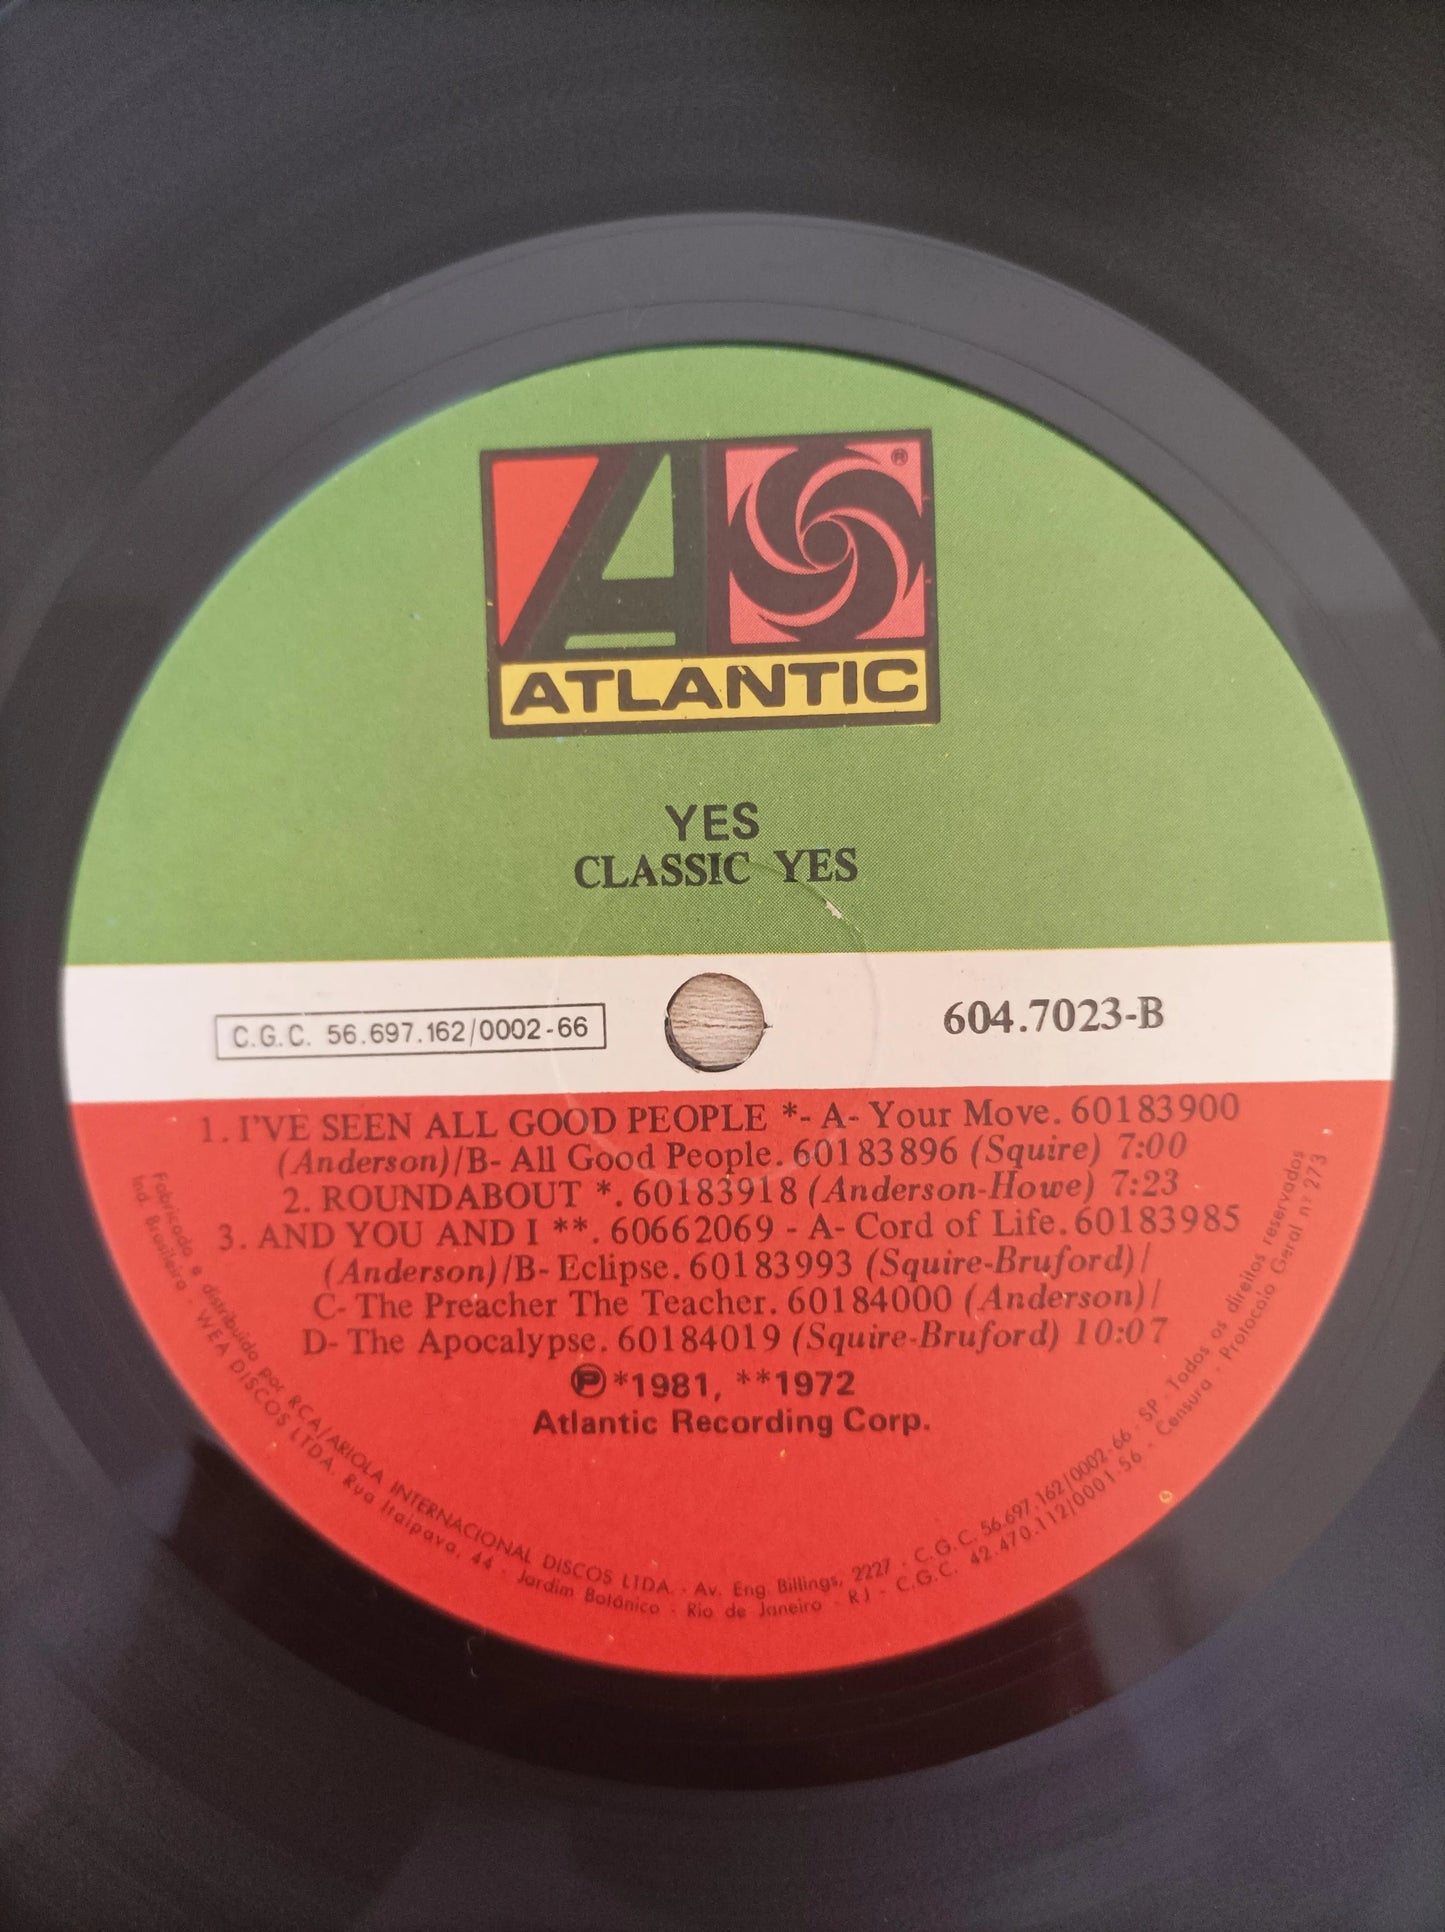 ®
ATLANTIC
YES
CLASSIC YES
C.G.C. 56.697.162/0002-66
604.7023-B
1. I'VE SEEN ALL GOOD PEOPLE *- A- Your Move. 60183900
(Anderson)/B- All Good People. 60183896 (Squire) 7:00
2. ROUNDABOUT *. 60183918 (Anderson-Howe) 7:23
3. AND YOU AND I **. 60662069 - A- Cord of Life. 60183985
(Anderson)/B- Eclipse. 60183993 (Squire-Bruford)/
C- The Preacher The Teacher. 60184000 (Anderson)/
D- The Apocalypse. 60184019 (Squire-Bruford) 10:07
℗ *1981, **1972
Atlantic Recording Corp.
Fabricado e distribuído por RCA/ARIOLA INTERNACIONAL DISCOS LTDA. - Av. Eng. Billings, 2227 - C.G.C. 56.697.162/0002-66 - SP - Todos os direitos reservados
Ind. Brasileira - WEA DISCOS LTDA. Rua Itaipava, 44 - Jardim Botânico - Rio de Janeiro - RJ - C.G.C. 42.470.112/0001-56 - Censura - Protocolo Geral nº 273